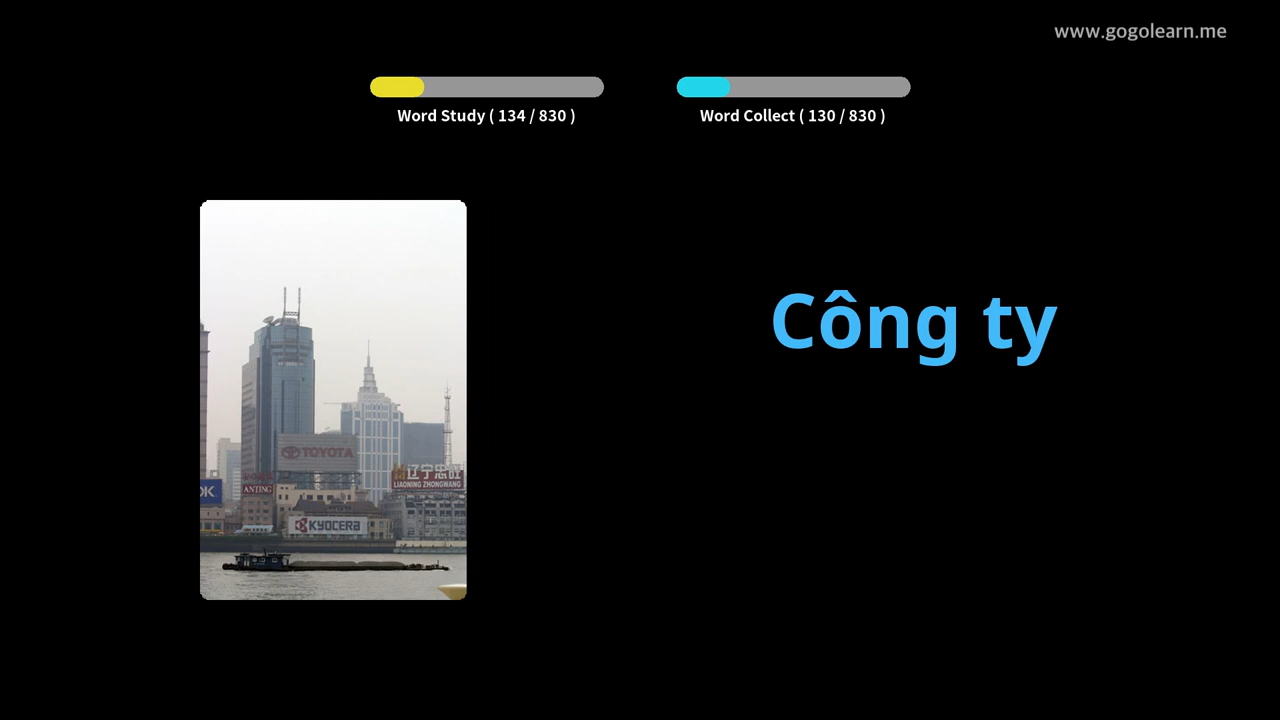 www.gogolearn.me
Word Study ( 134 / 830 )
Word Collect ( 130 / 830 )
Công ty
TOYOTA
辽宁忠旺
LIAONING ZHONGWANG
OK
ANTING
KYOCERA